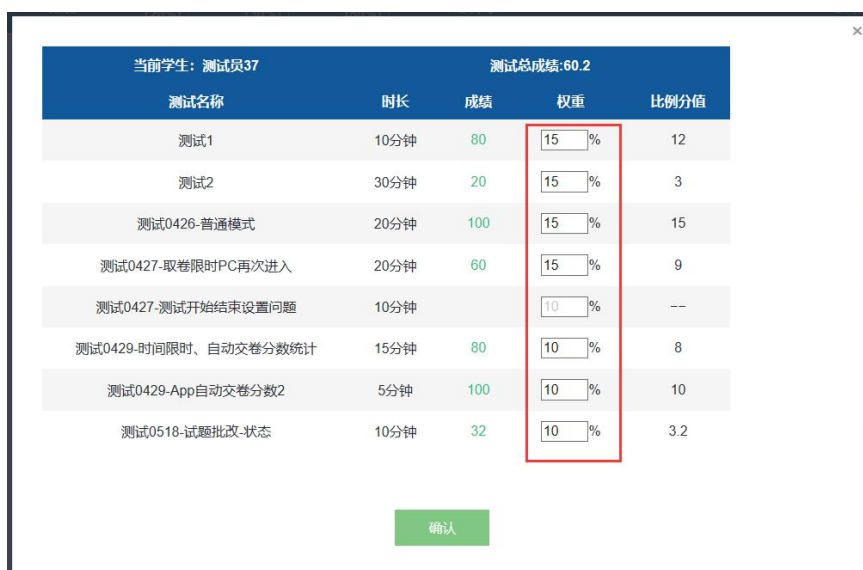 ×
当前学生：测试员37 测试总成绩:60.2
测试名称 时长 成绩 权重 比例分值
测试1 10分钟 80 15 % 12
测试2 30分钟 20 15 % 3
测试0426-普通模式 20分钟 100 15 % 15
测试0427-取卷限时PC再次进入 20分钟 60 15 % 9
测试0427-测试开始结束设置问题 10分钟 10 % --
测试0429-时间限时、自动交卷分数统计 15分钟 80 10 % 8
测试0429-App自动交卷分数2 5分钟 100 10 % 10
测试0518-试题批改-状态 10分钟 32 10 % 3.2
确认